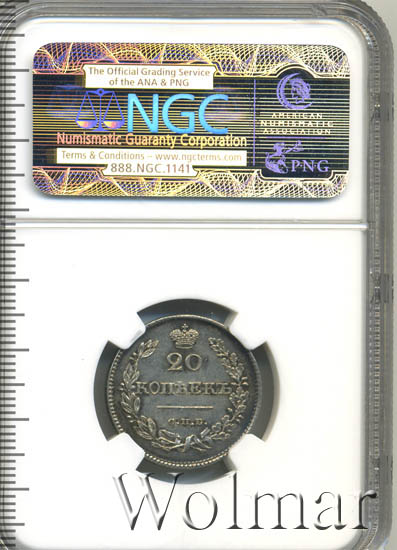 The Official Grading Service
of the ANA & PNG
NGC
Numismatic Guaranty Corporation
Terms & Conditions – www.ngcterms.com
888.NGC.1141
AMERICAN
NUMISMATIC
ASSOCIATION
PNG
20
КОПѢЕКЪ
С.П.Б.
Wolmar